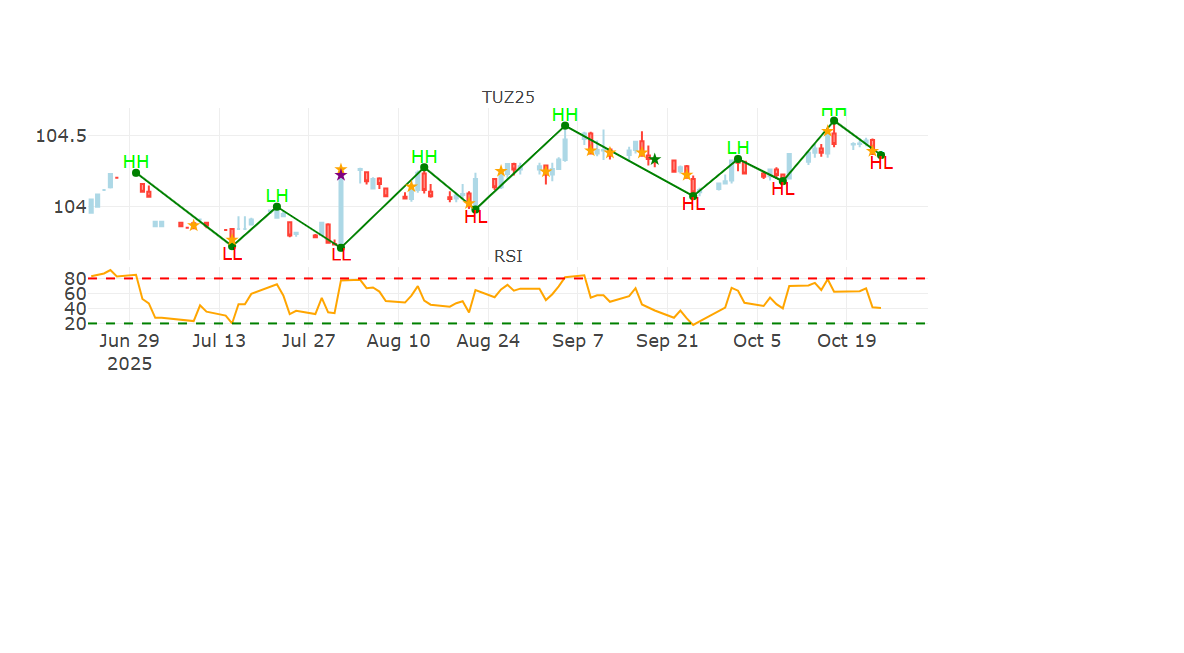 TUZ25
104.5
104
HH
LL
LH
LL
HH
HL
HH
HL
LH
HL
HL
RSI
80
60
40
20
Jun 29
2025
Jul 13
Jul 27
Aug 10
Aug 24
Sep 7
Sep 21
Oct 5
Oct 19